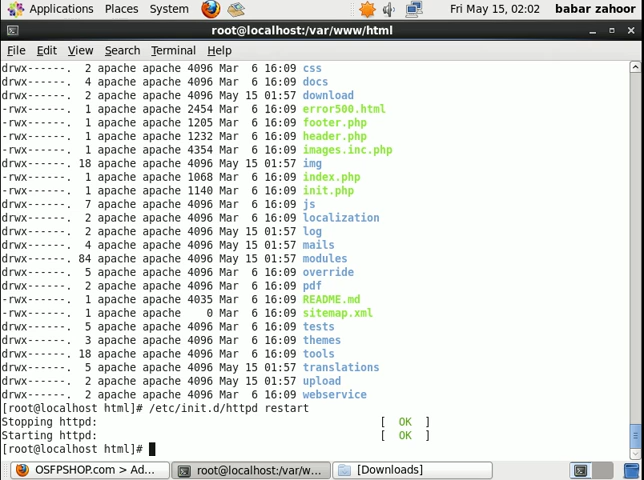 Applications Places System Fri May 15, 02:02 babar zahoor
root@localhost:/var/www/html
File Edit View Search Terminal Help
drwx------. 2 apache apache 4096 Mar  6 16:09 css
drwx------. 4 apache apache 4096 Mar  6 16:09 docs
drwx------. 2 apache apache 4096 May 15 01:57 download
-rwx------. 1 apache apache 2454 Mar  6 16:09 error500.html
-rwx------. 1 apache apache 1205 Mar  6 16:09 footer.php
-rwx------. 1 apache apache 1232 Mar  6 16:09 header.php
-rwx------. 1 apache apache 4354 Mar  6 16:09 images.inc.php
drwx------. 18 apache apache 4096 May 15 01:57 img
-rwx------. 1 apache apache 1068 Mar  6 16:09 index.php
-rwx------. 1 apache apache 1140 Mar  6 16:09 init.php
drwx------. 7 apache apache 4096 Mar  6 16:09 js
drwx------. 2 apache apache 4096 Mar  6 16:09 localization
drwx------. 2 apache apache 4096 May 15 01:57 log
drwx------. 4 apache apache 4096 May 15 01:57 mails
drwx------. 84 apache apache 4096 May 15 01:57 modules
drwx------. 5 apache apache 4096 Mar  6 16:09 override
drwx------. 2 apache apache 4096 Mar  6 16:09 pdf
-rwx------. 1 apache apache 4035 Mar  6 16:09 README.md
-rwx------. 1 apache apache    0 Mar  6 16:09 sitemap.xml
drwx------. 5 apache apache 4096 Mar  6 16:09 tests
drwx------. 3 apache apache 4096 Mar  6 16:09 themes
drwx------. 18 apache apache 4096 Mar  6 16:09 tools
drwx------. 5 apache apache 4096 May 15 01:57 translations
drwx------. 2 apache apache 4096 May 15 01:57 upload
drwx------. 2 apache apache 4096 Mar  6 16:09 webservice
[root@localhost html]# /etc/init.d/httpd restart
Stopping httpd: [  OK  ]
Starting httpd: [  OK  ]
[root@localhost html]#
OSFPSHOP.com > Ad... root@localhost:/var/w... [Downloads]